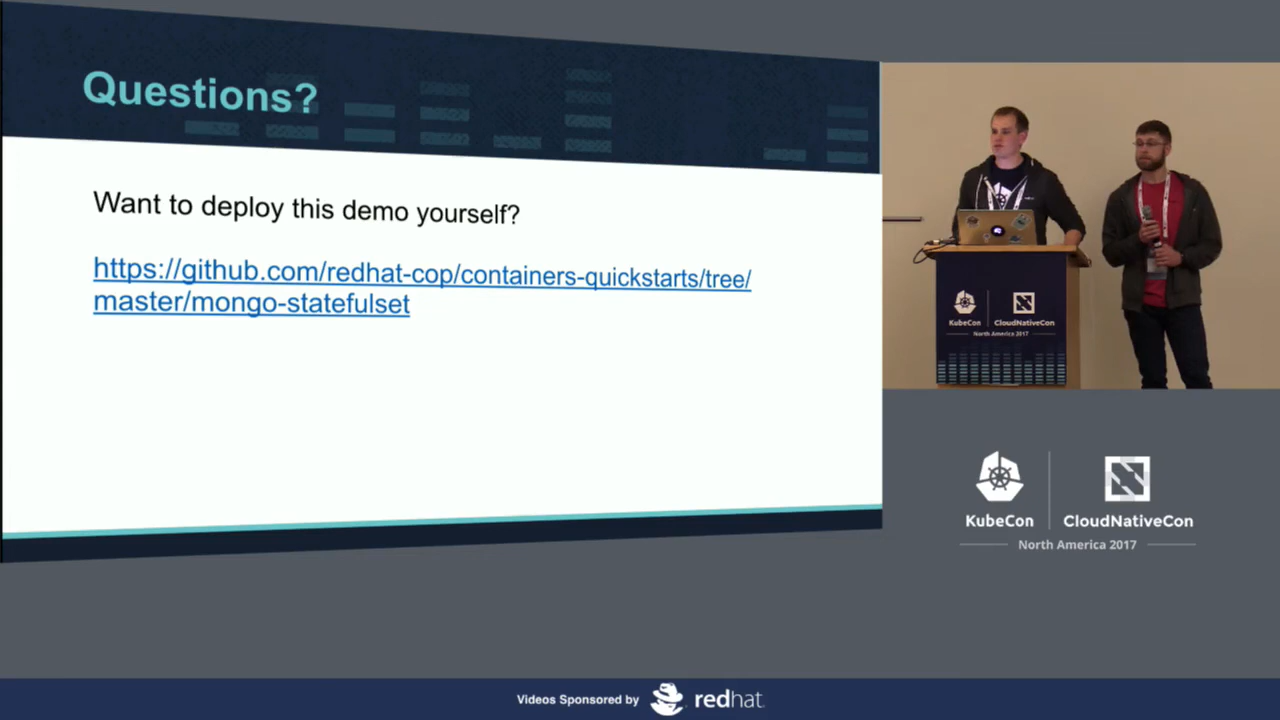 Questions?
Want to deploy this demo yourself?
https://github.com/redhat-cop/containers-quickstarts/tree/
master/mongo-statefulset
KubeCon
CloudNativeCon
North America 2017
KubeCon
CloudNativeCon
North America 2017
Videos Sponsored by
redhat.